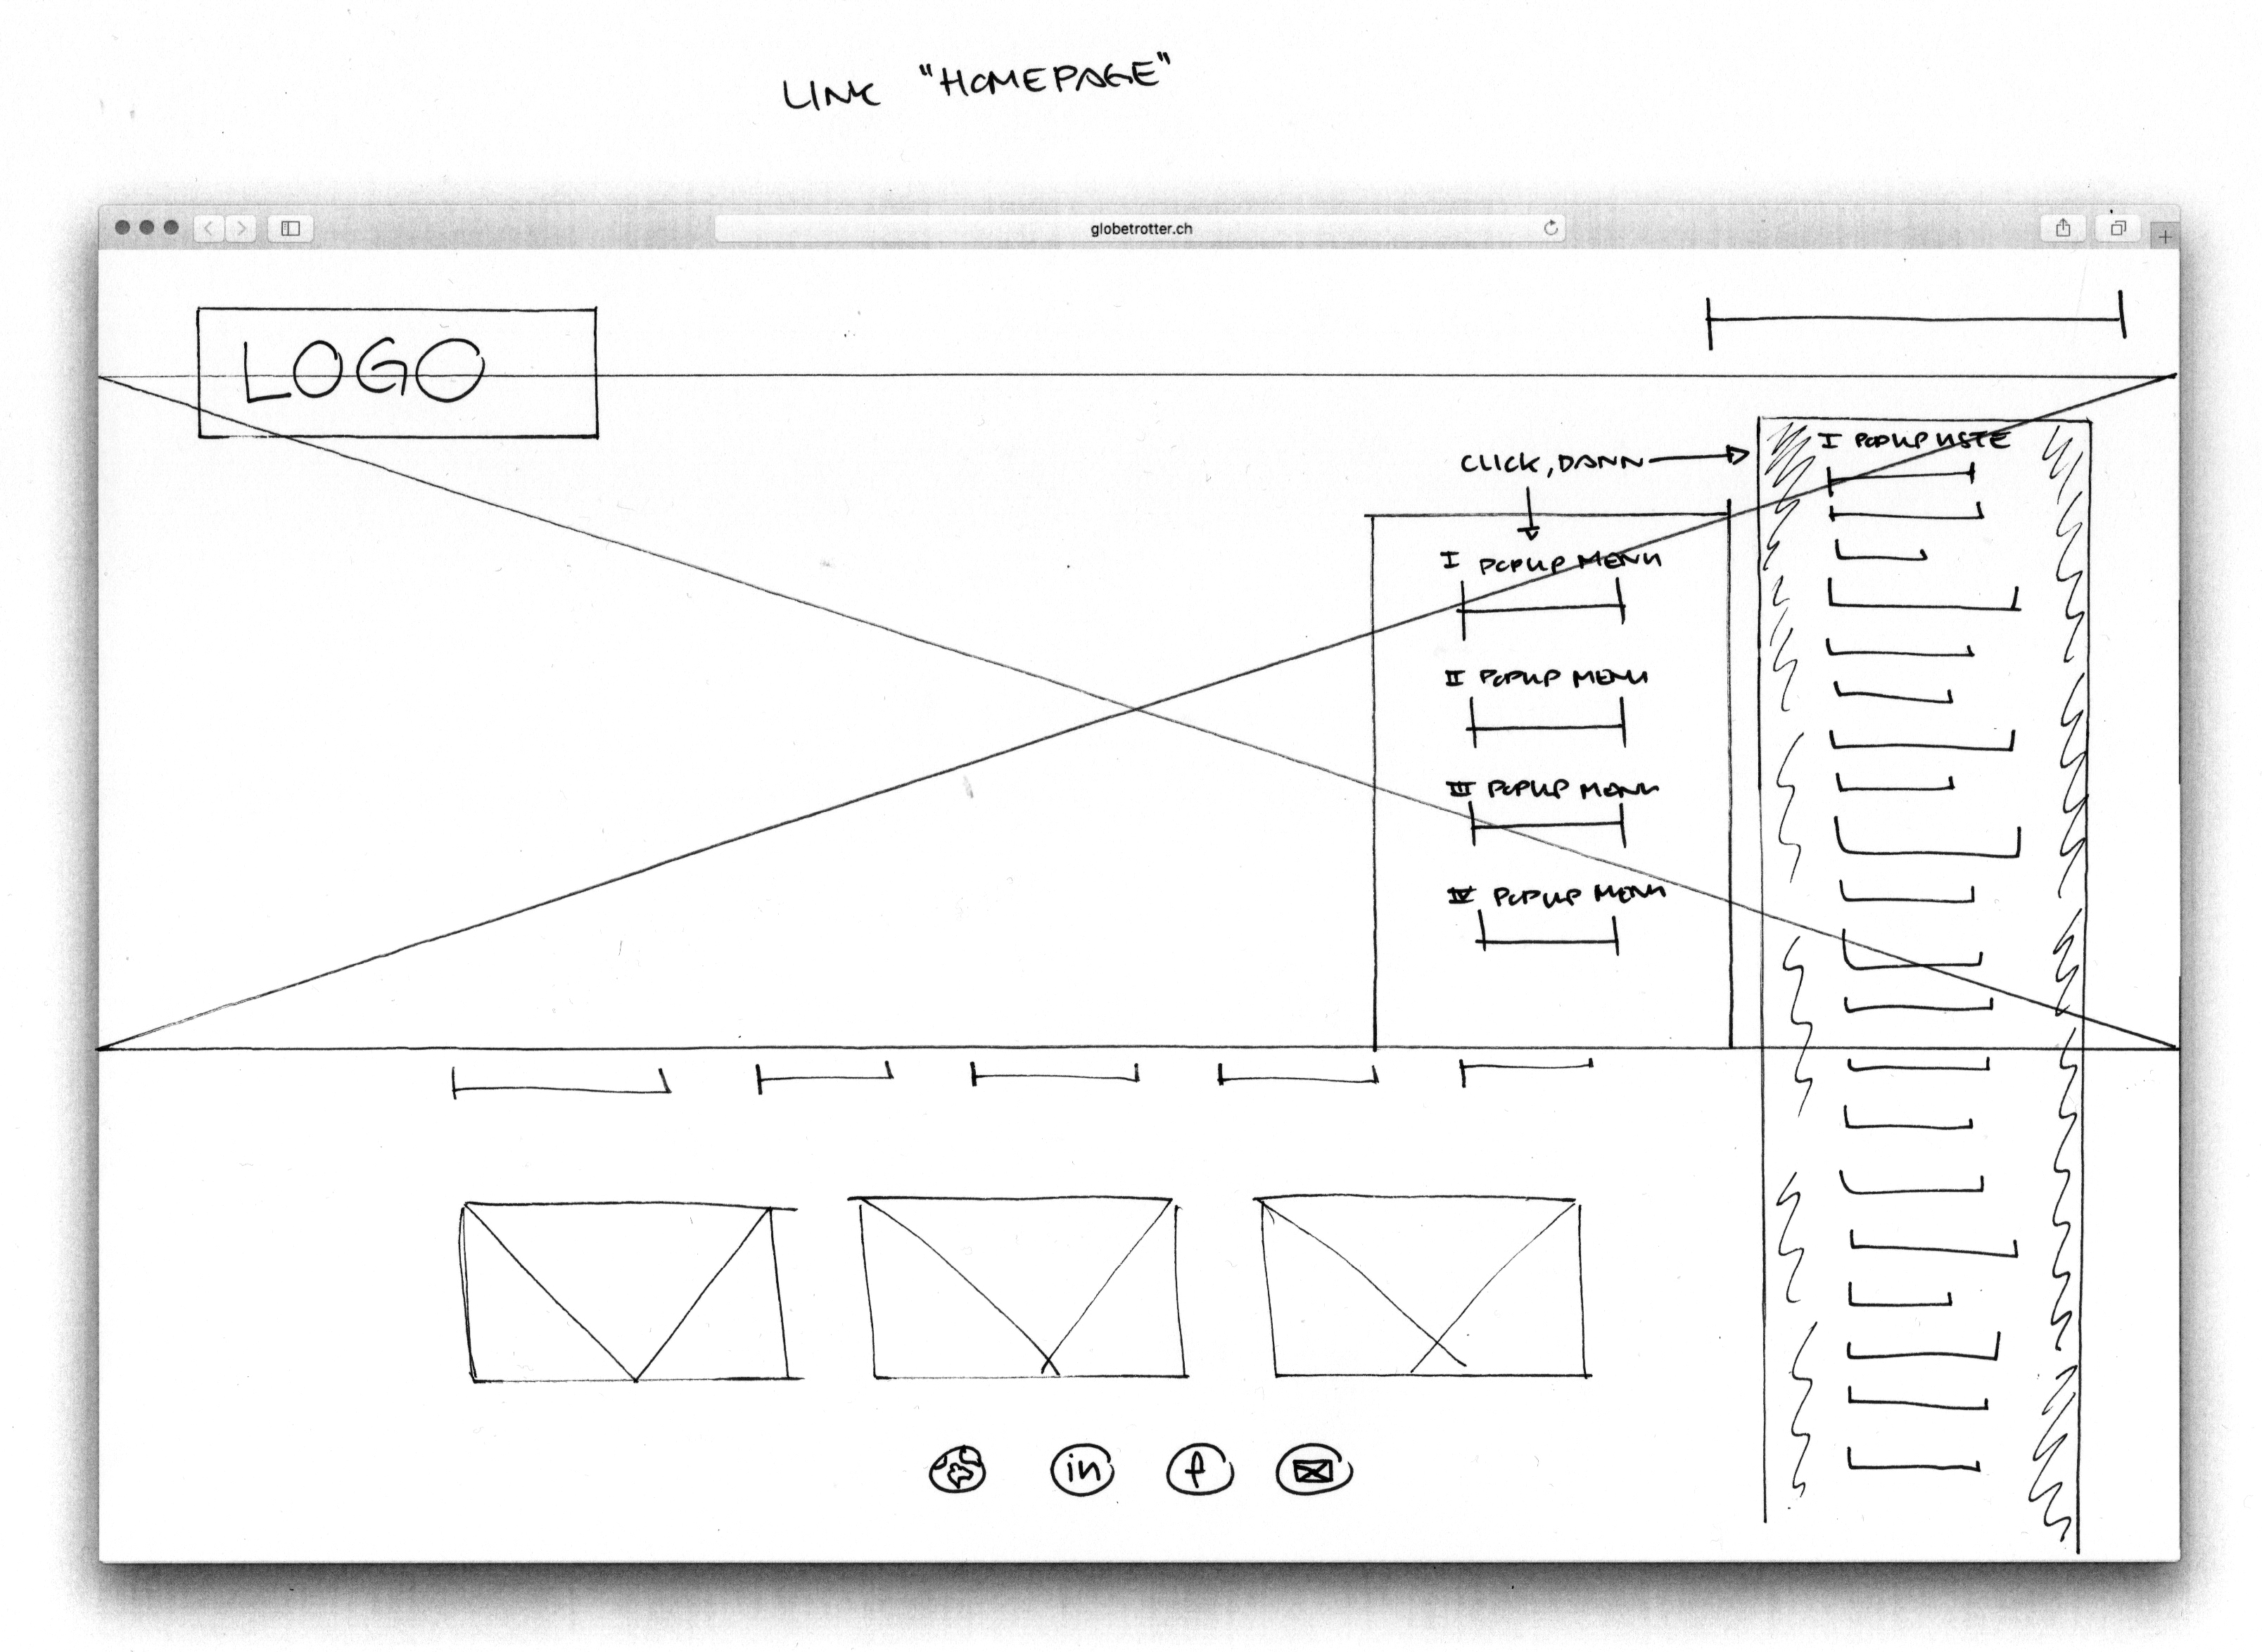 LINK "HOMEPAGE"
globetrotter.ch
LOGO
CLICK, DANN
I POPUP LISTE
I POPUP MENU
II POPUP MENU
III POPUP MENU
IV POPUP MENU
in
f